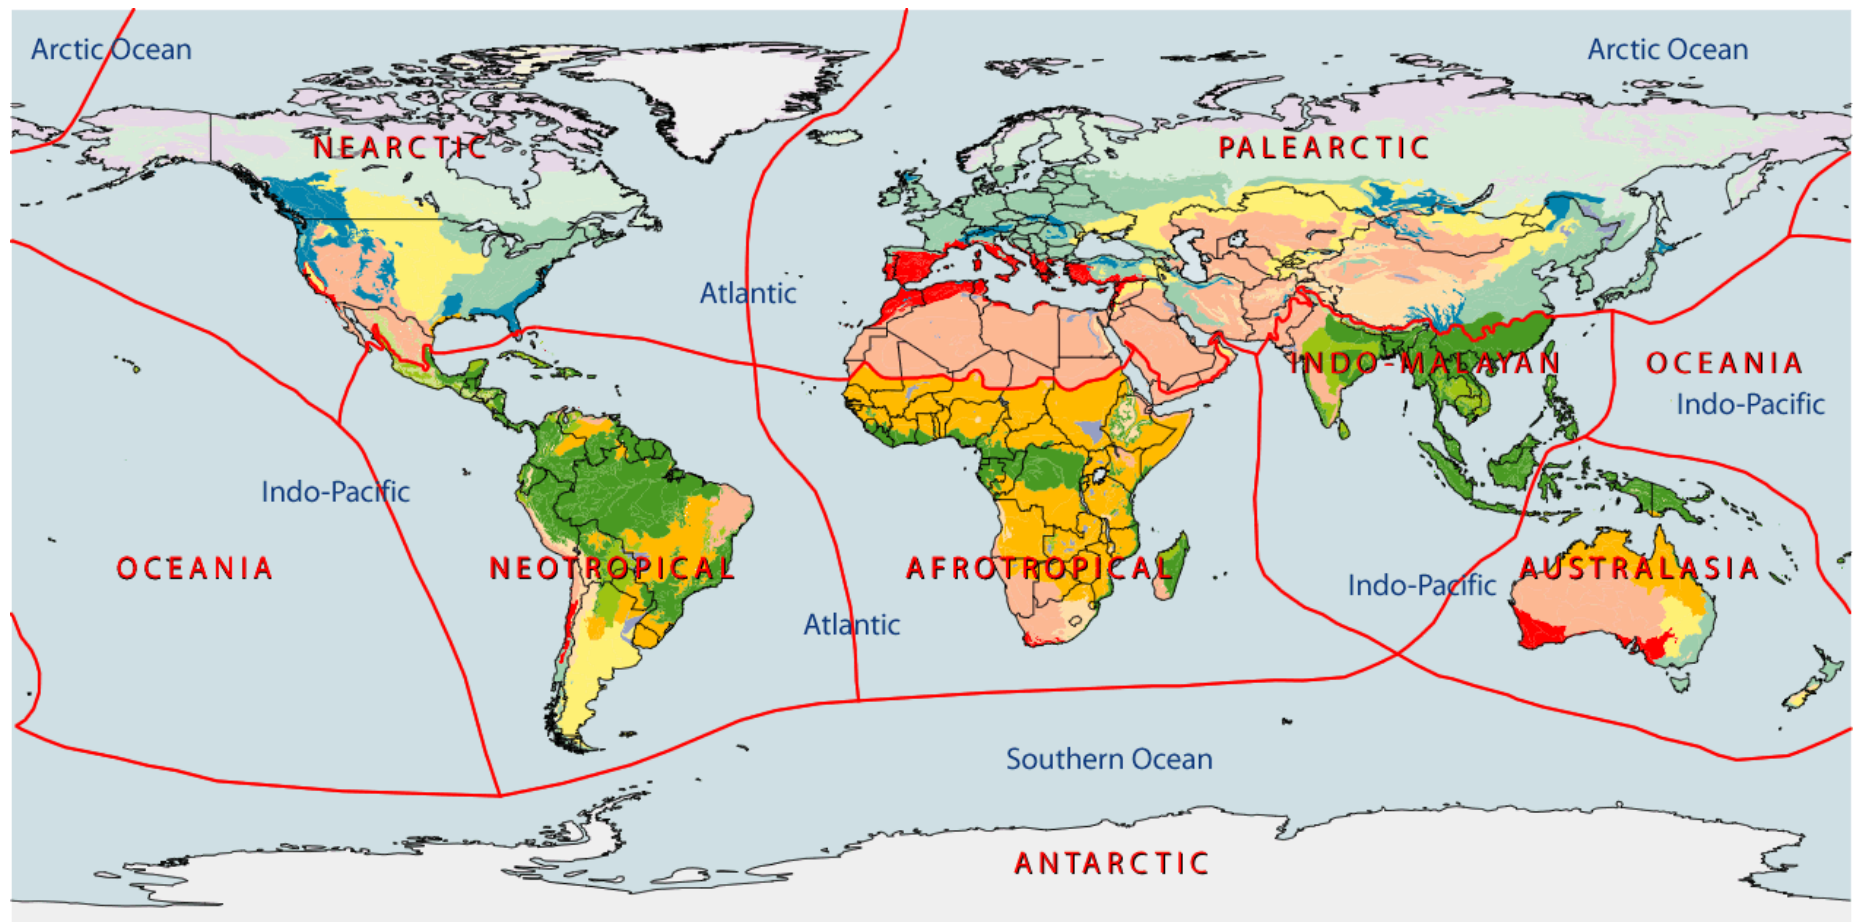 Arctic Ocean
Arctic Ocean
NEARCTIC
PALEARCTIC
Atlantic
INDO-MALAYAN
OCEANIA
Indo-Pacific
Indo-Pacific
OCEANIA
NEOTROPICAL
AFROTROPICAL
AUSTRALASIA
Indo-Pacific
Atlantic
Southern Ocean
ANTARCTIC